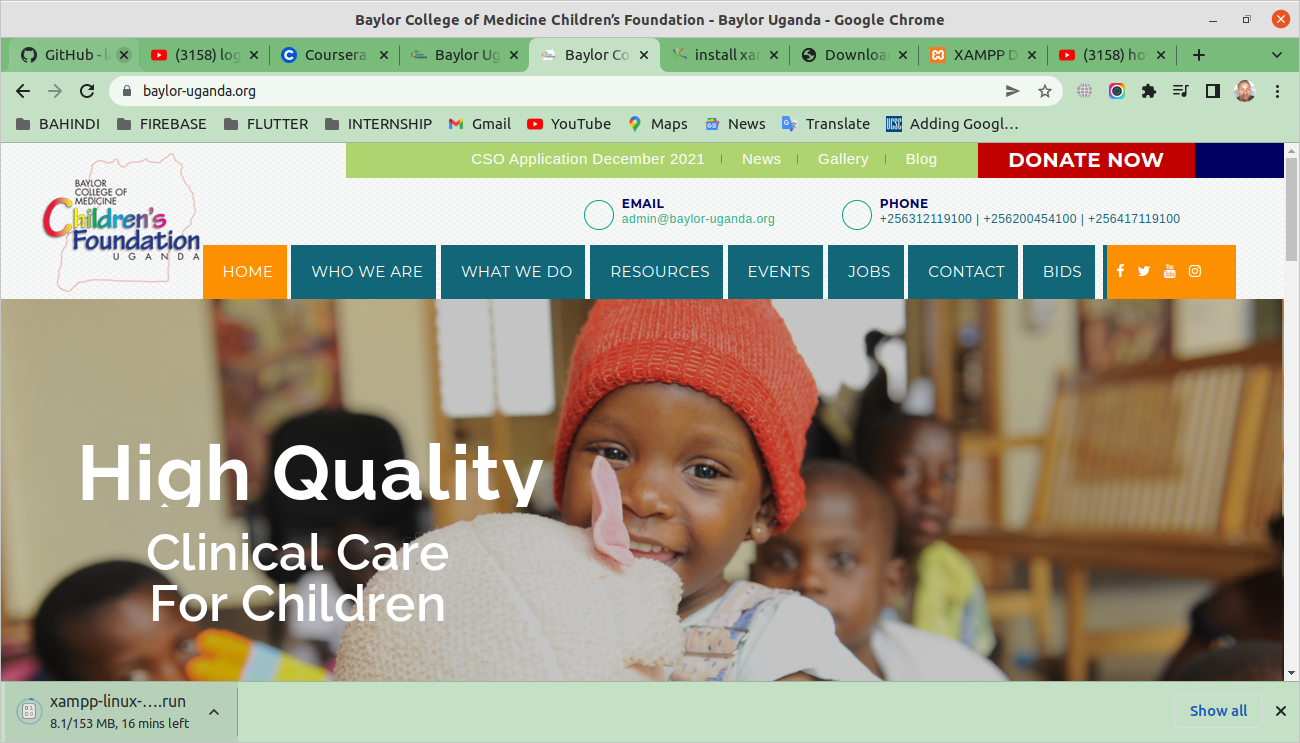 Baylor College of Medicine Children's Foundation - Baylor Uganda - Google Chrome
GitHub - l
(3158) log
Coursera
Baylor Ug
Baylor Co
install xa
Downloa
XAMPP D
(3158) ho
baylor-uganda.org
BAHINDI
FIREBASE
FLUTTER
INTERNSHIP
Gmail
YouTube
Maps
News
Translate
UCSC
Adding Googl...
CSO Application December 2021
News
Gallery
Blog
DONATE NOW
BAYLOR
COLLEGE OF
MEDICINE
Children's
Foundation
UGANDA
EMAIL
admin@baylor-uganda.org
PHONE
+256312119100 | +256200454100 | +256417119100
HOME
WHO WE ARE
WHAT WE DO
RESOURCES
EVENTS
JOBS
CONTACT
BIDS
High Quality
Clinical Care
For Children
xampp-linux-....run
8.1/153 MB, 16 mins left
Show all